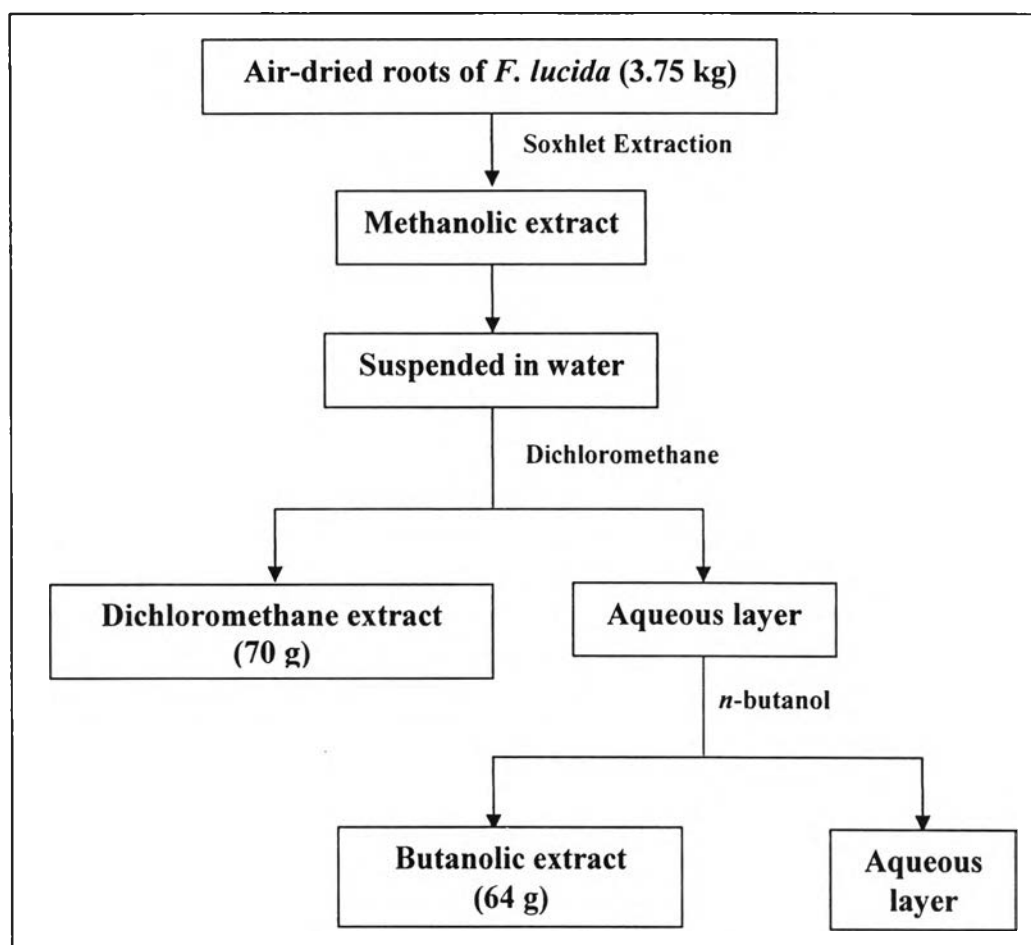 Air-dried roots of F. lucida (3.75 kg)
Soxhlet Extraction
Methanolic extract
Suspended in water
Dichloromethane
Dichloromethane extract
(70 g)
Aqueous layer
n-butanol
Butanolic extract
(64 g)
Aqueous
layer